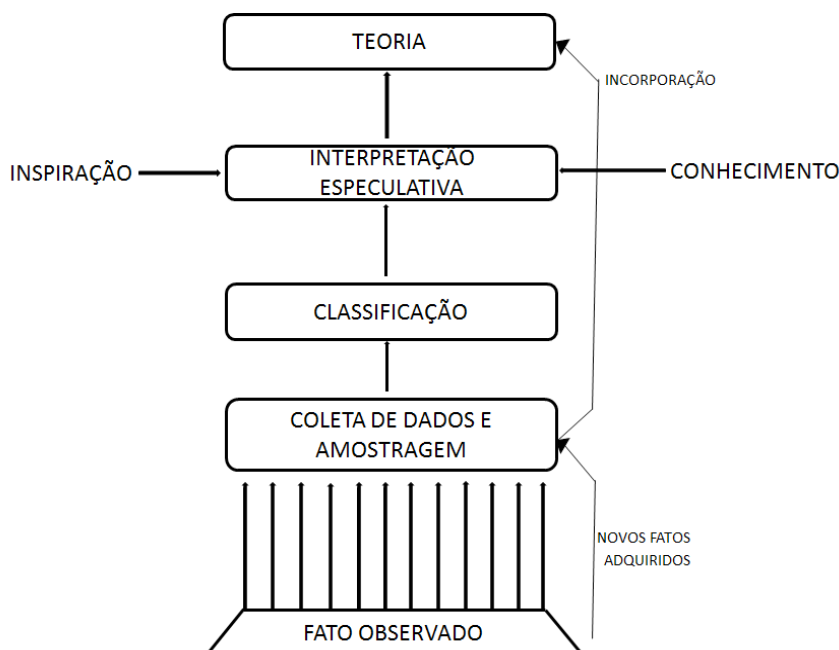 TEORIA
INCORPORAÇÃO
INTERPRETAÇÃO
ESPECULATIVA
INSPIRAÇÃO
CONHECIMENTO
CLASSIFICAÇÃO
COLETA DE DADOS E
AMOSTRAGEM
NOVOS FATOS
ADQUIRIDOS
FATO OBSERVADO